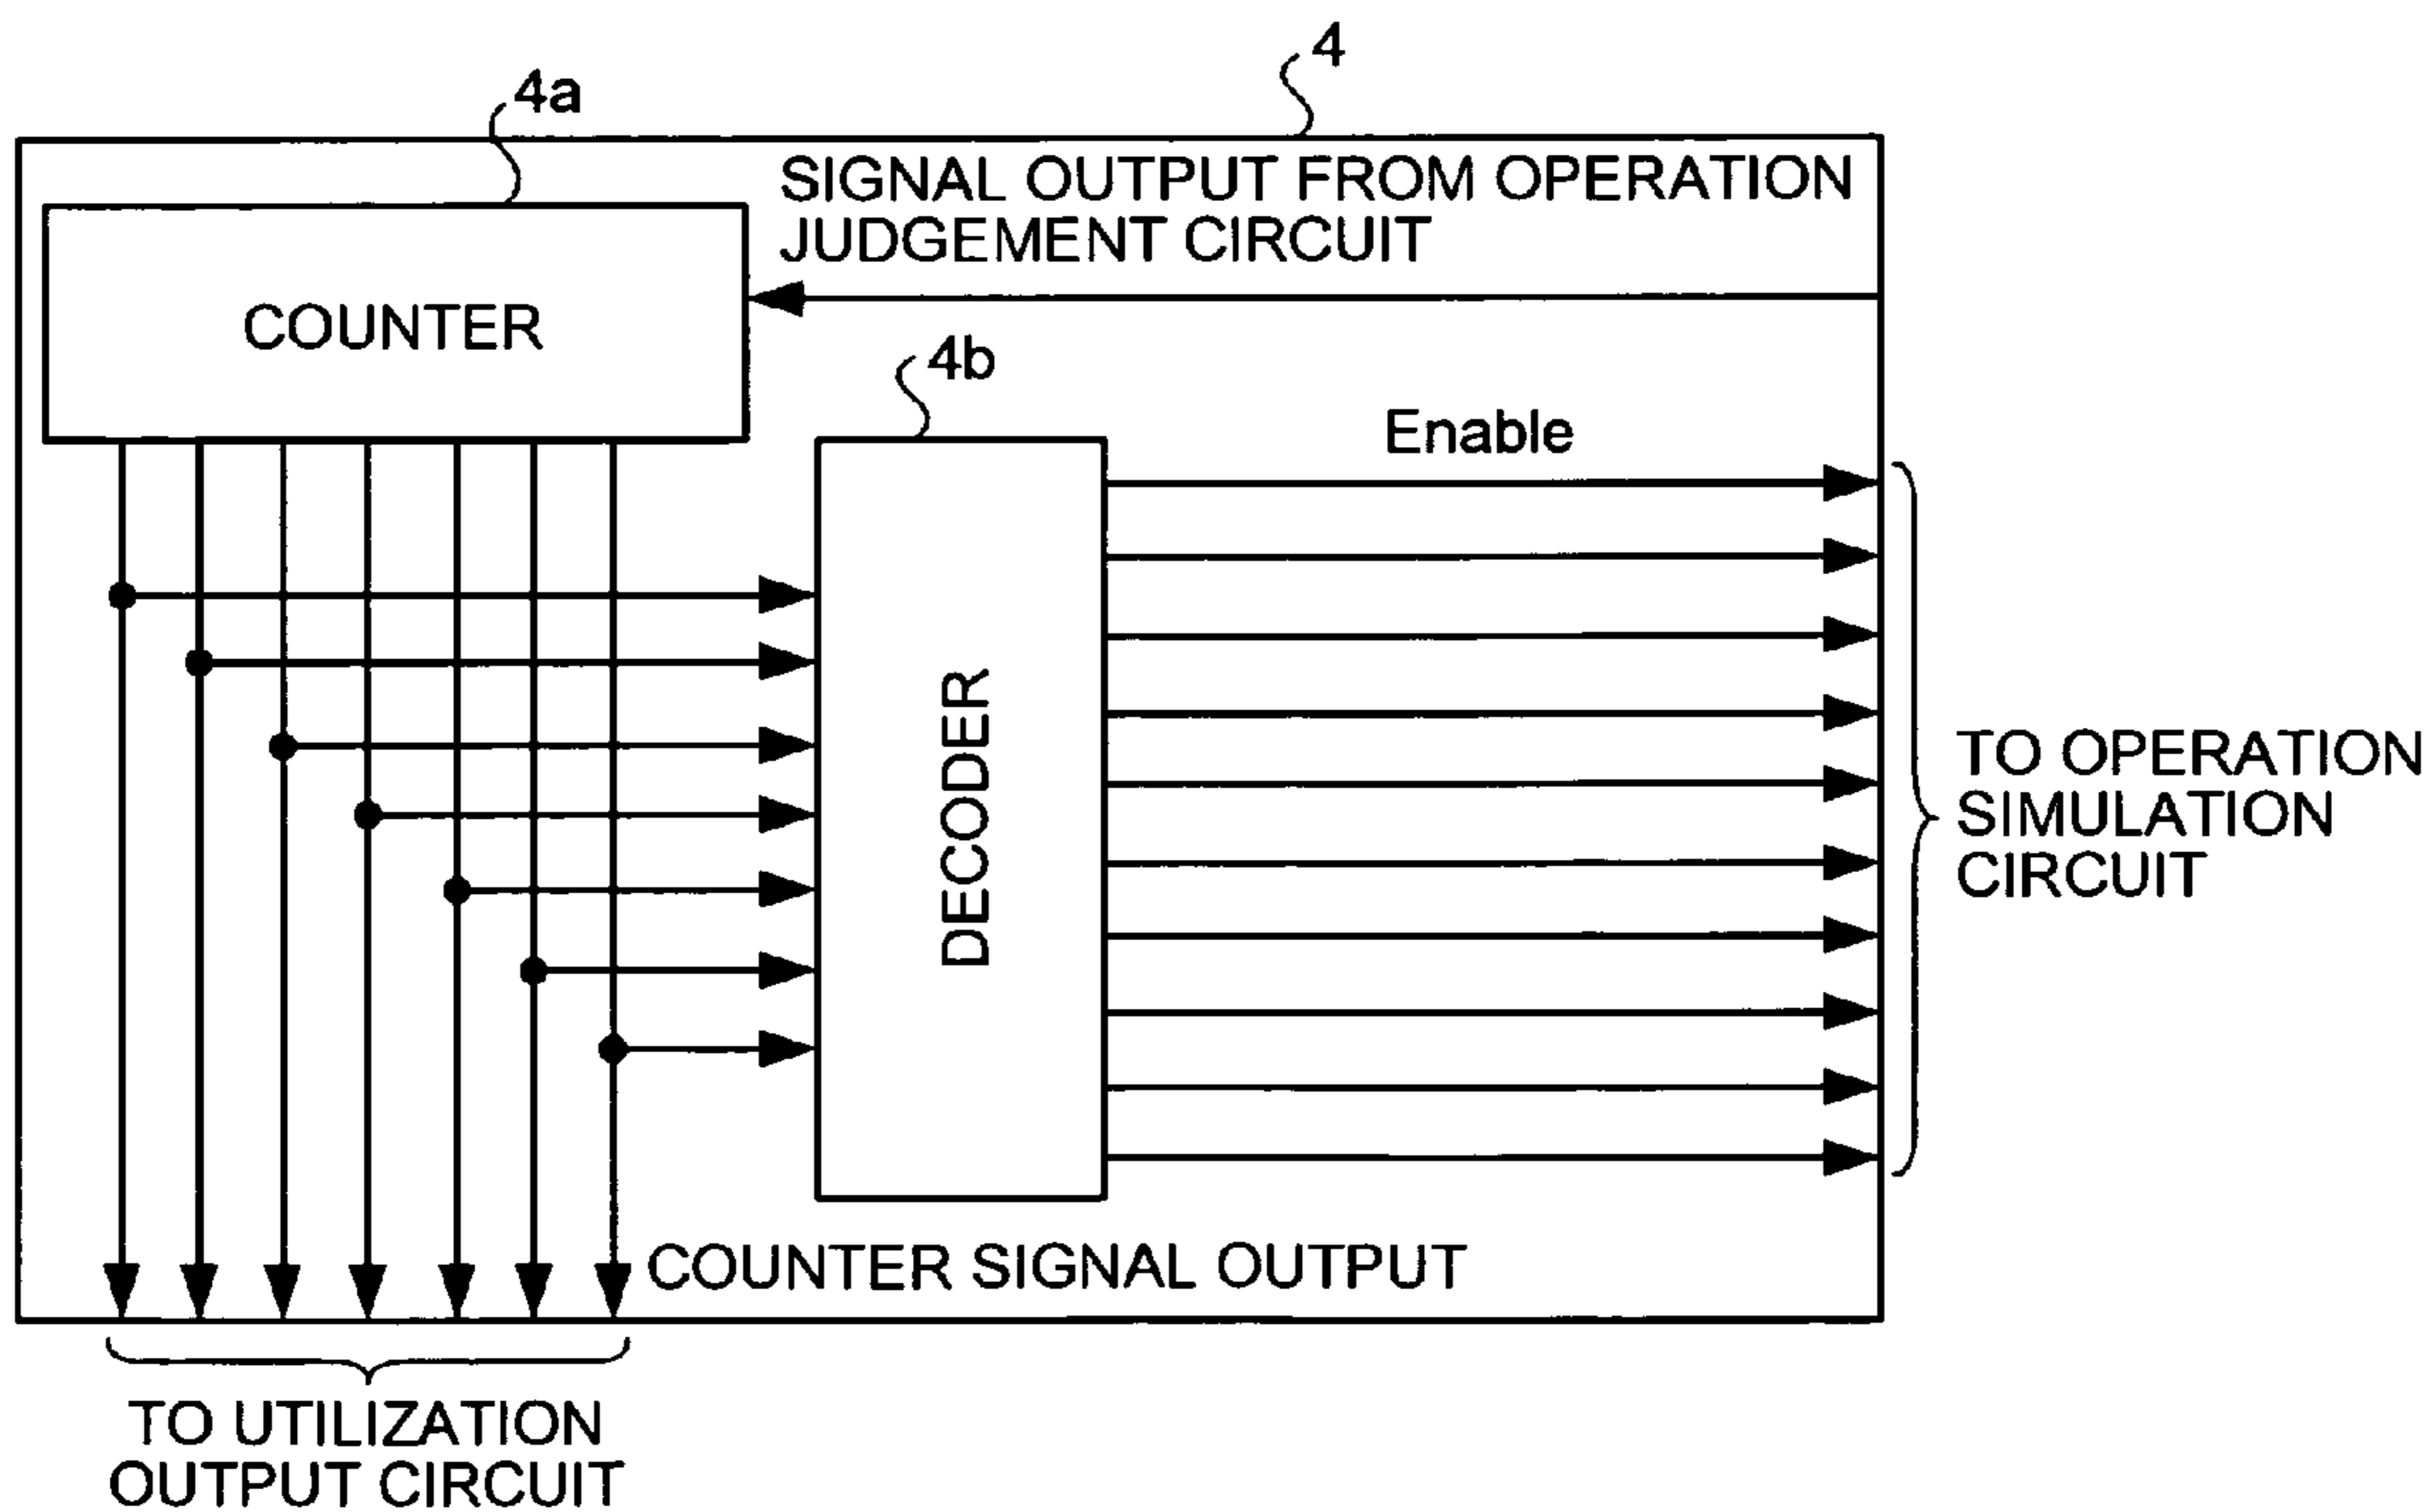 4
4a
SIGNAL OUTPUT FROM OPERATION
JUDGEMENT CIRCUIT
COUNTER
4b
Enable
DECODER
TO OPERATION
SIMULATION
CIRCUIT
COUNTER SIGNAL OUTPUT
TO UTILIZATION
OUTPUT CIRCUIT